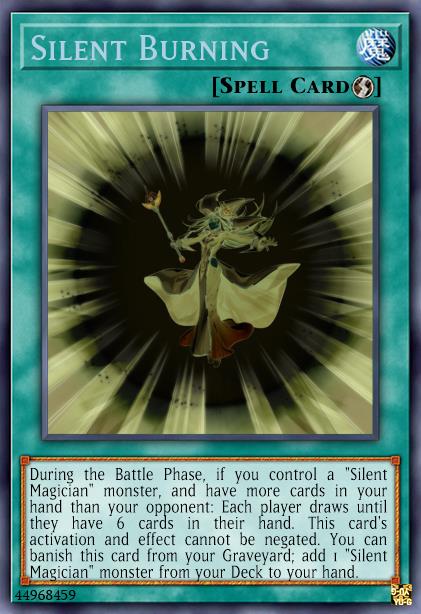 SILENT BURNING
魔
[SPELL CARD]
During the Battle Phase, if you control a "Silent
Magician" monster, and have more cards in your
hand than your opponent: Each player draws until
they have 6 cards in their hand. This card's
activation and effect cannot be negated. You can
banish this card from your Graveyard; add 1 "Silent
Magician" monster from your Deck to your hand.
44968459